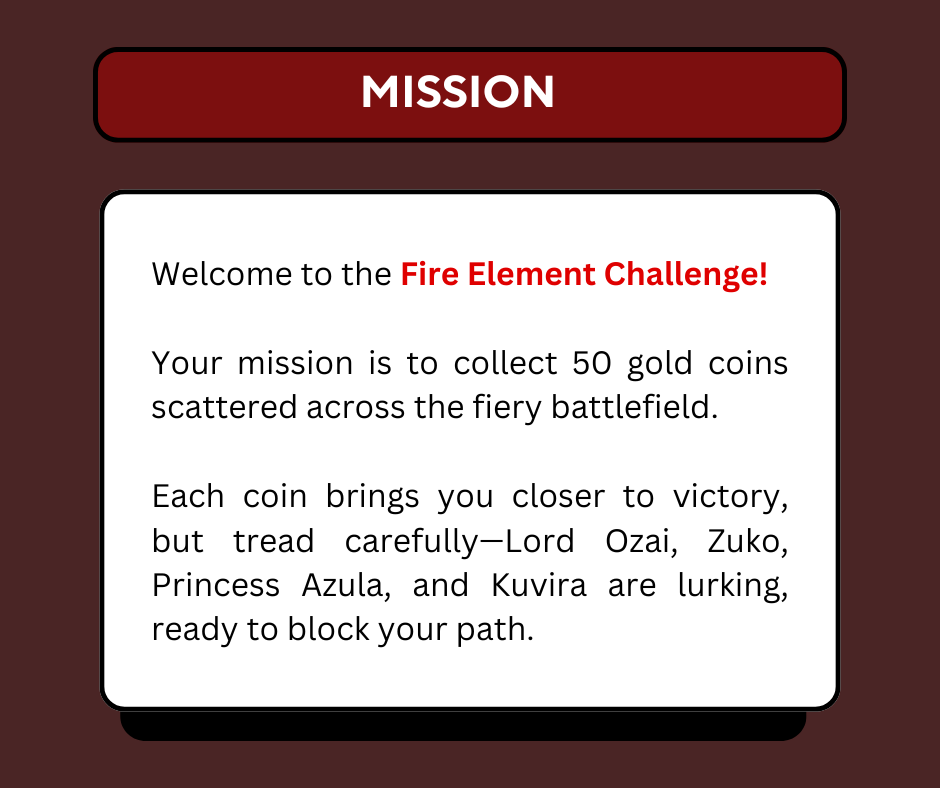 MISSION
Welcome to the Fire Element Challenge!
Your mission is to collect 50 gold coins
scattered across the fiery battlefield.
Each coin brings you closer to victory,
but tread carefully—Lord Ozai, Zuko,
Princess Azula, and Kuvira are lurking,
ready to block your path.